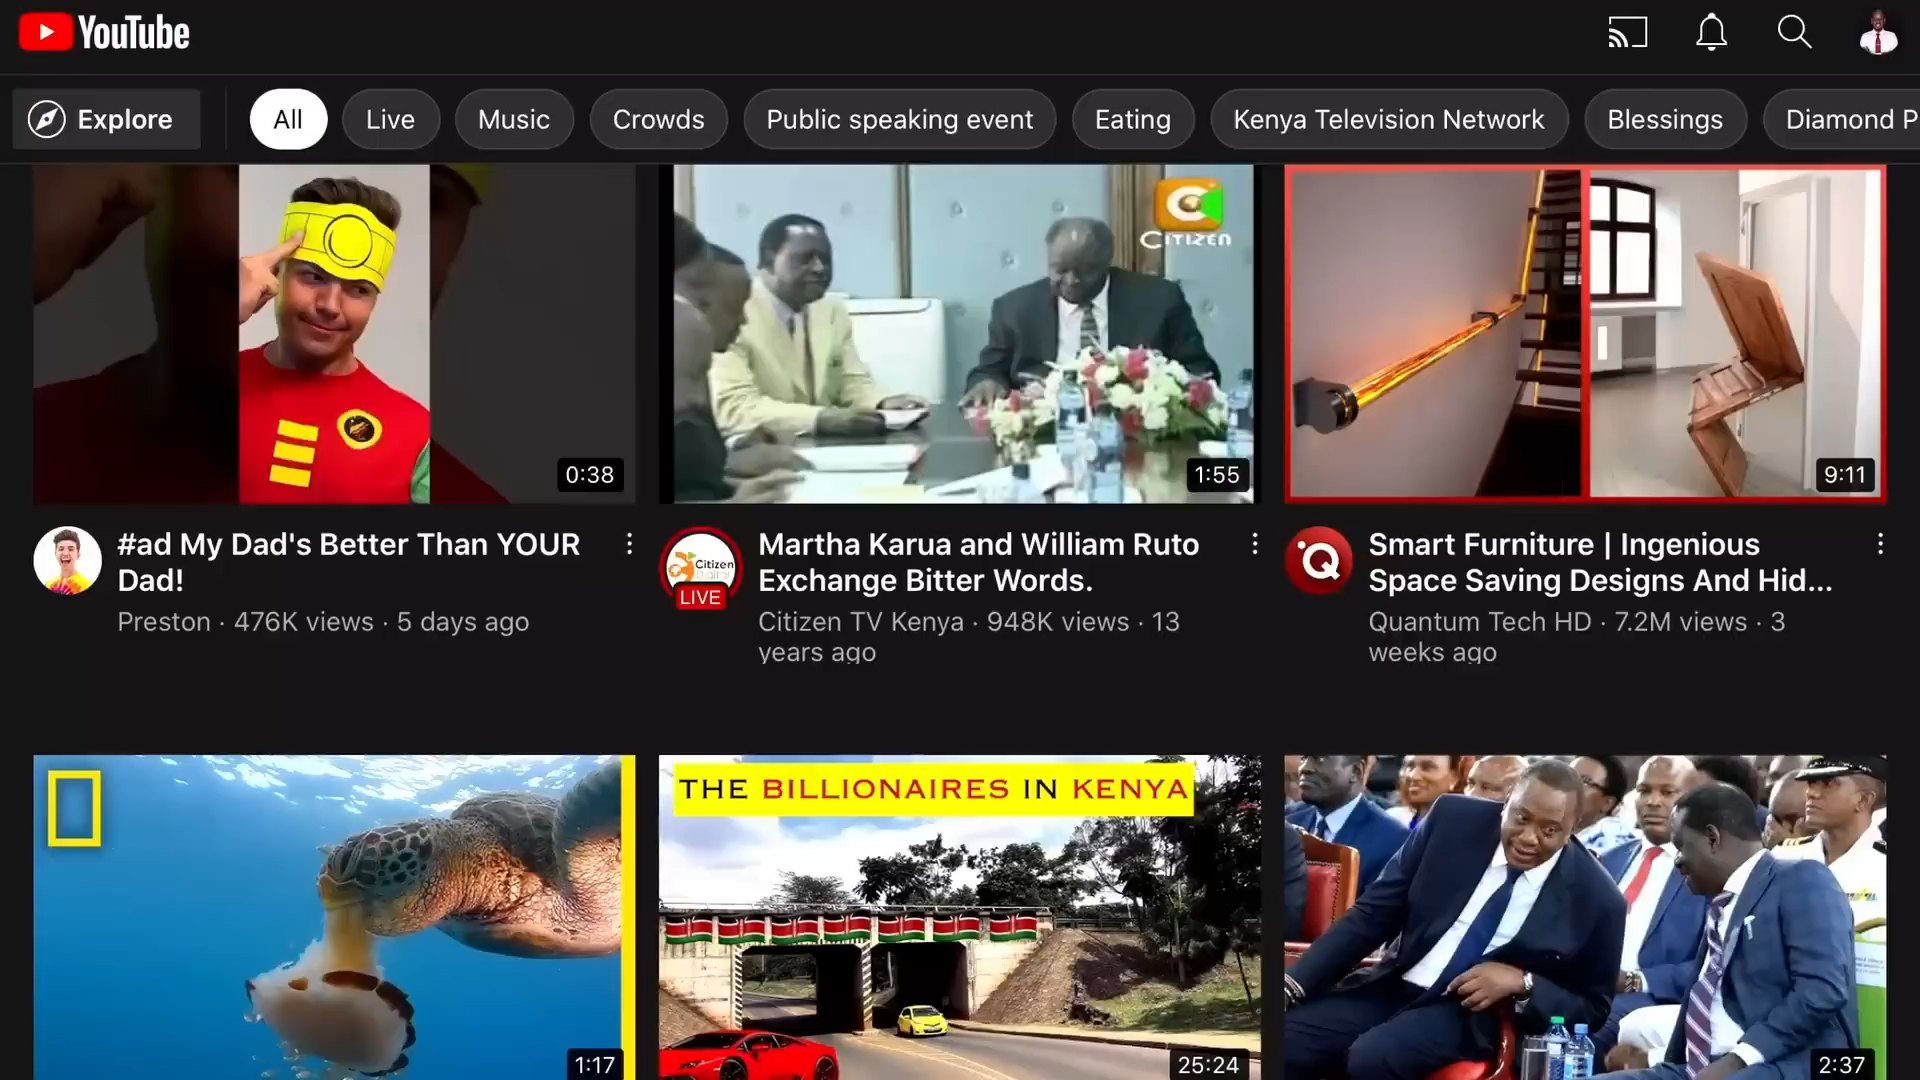 YouTube
Explore
All
Live
Music
Crowds
Public speaking event
Eating
Kenya Television Network
Blessings
Diamond P
0:38
CITIZEN
1:55
9:11
#ad My Dad's Better Than YOUR
Dad!
Preston · 476K views · 5 days ago
Citizen
Digital
LIVE
Martha Karua and William Ruto
Exchange Bitter Words.
Citizen TV Kenya · 948K views · 13
years ago
Q
Smart Furniture | Ingenious
Space Saving Designs And Hid...
Quantum Tech HD · 7.2M views · 3
weeks ago
1:17
THE BILLIONAIRES IN KENYA
25:24
2:37